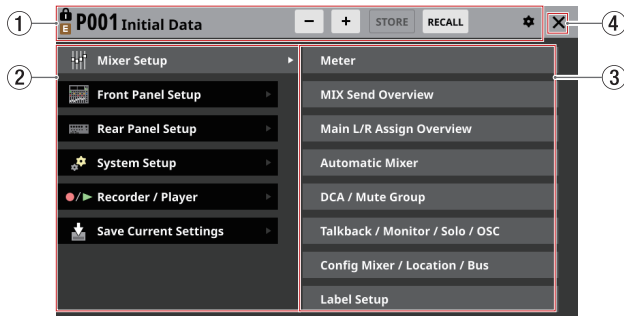 ① E P001 Initial Data − + STORE RECALL ④
② Mixer Setup Meter ③
Front Panel Setup MIX Send Overview
Rear Panel Setup Main L/R Assign Overview
System Setup Automatic Mixer
Recorder / Player DCA / Mute Group
Save Current Settings Talkback / Monitor / Solo / OSC
Config Mixer / Location / Bus
Label Setup